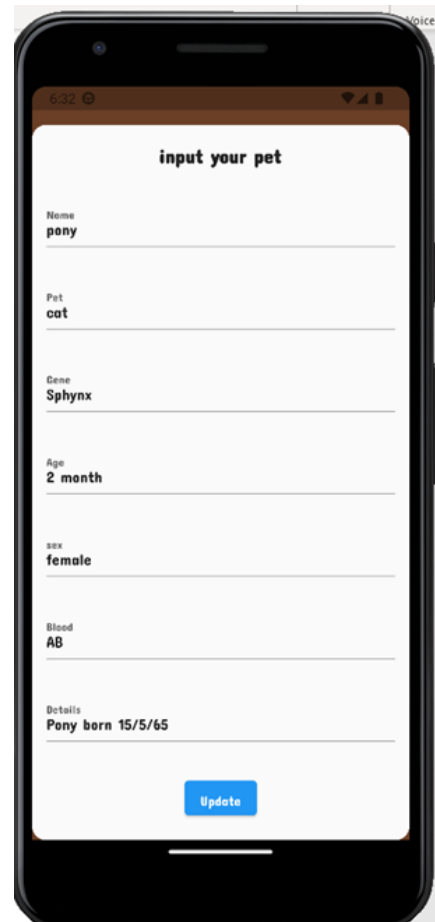 Voice
6:32
input your pet
Name
pony
Pet
cat
Gene
Sphynx
Age
2 month
sex
female
Blood
AB
Details
Pony born 15/5/65
Update